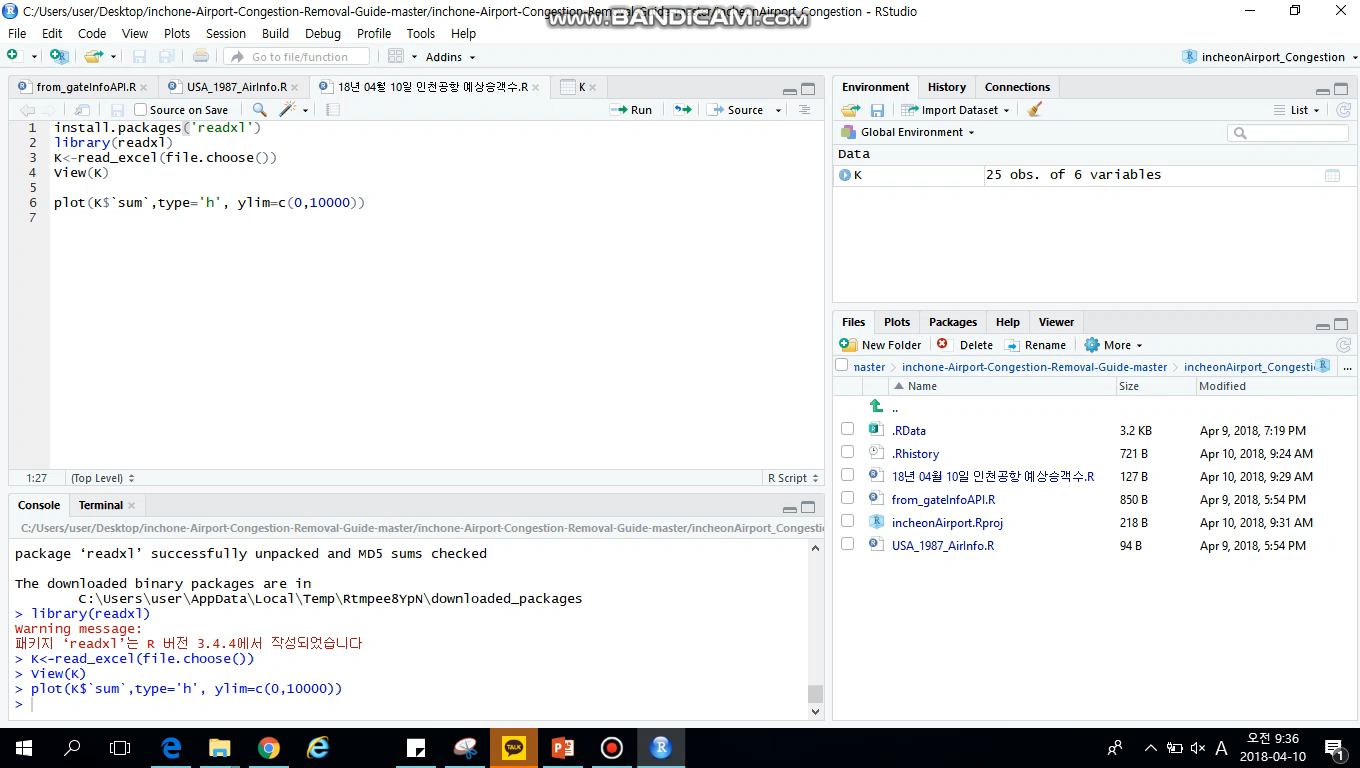 C:/Users/user/Desktop/inchone-Airport-Congestion-Removal-Guide-master/inchone-Airport-Congestion-Removal-Guide-master/incheonAirport_Congestion - RStudio
www.BANDICAM.com
File Edit Code View Plots Session Build Debug Profile Tools Help
Go to file/function Addins incheonAirport_Congestion
from_gateInfoAPI.R USA_1987_AirInfo.R 18년 04월 10일 인천공항 예상승객수.R K
Source on Save Run Source
1 install.packages('readxl')
2 library(readxl)
3 K<-read_excel(file.choose())
4 View(K)
5
6 plot(K$`sum`,type='h', ylim=c(0,10000))
7
1:27 (Top Level) R Script
Console Terminal
C:/Users/user/Desktop/inchone-Airport-Congestion-Removal-Guide-master/inchone-Airport-Congestion-Removal-Guide-master/incheonAirport_Congesti
package ‘readxl’ successfully unpacked and MD5 sums checked
The downloaded binary packages are in
C:\Users\user\AppData\Local\Temp\Rtmpee8YpN\downloaded_packages
> library(readxl)
Warning message:
패키지 ‘readxl’는 R 버전 3.4.4에서 작성되었습니다
> K<-read_excel(file.choose())
> View(K)
> plot(K$`sum`,type='h', ylim=c(0,10000))
>
Environment History Connections
Import Dataset List
Global Environment
Data
K 25 obs. of 6 variables
Files Plots Packages Help Viewer
New Folder Delete Rename More
master > inchone-Airport-Congestion-Removal-Guide-master > incheonAirport_Congesti ...
Name Size Modified
..
.RData 3.2 KB Apr 9, 2018, 7:19 PM
.Rhistory 721 B Apr 10, 2018, 9:24 AM
18년 04월 10일 인천공항 예상승객수.R 127 B Apr 10, 2018, 9:29 AM
from_gateInfoAPI.R 850 B Apr 9, 2018, 5:54 PM
incheonAirport.Rproj 218 B Apr 10, 2018, 9:31 AM
USA_1987_AirInfo.R 94 B Apr 9, 2018, 5:54 PM
TALK
A 오전 9:36
2018-04-10
1